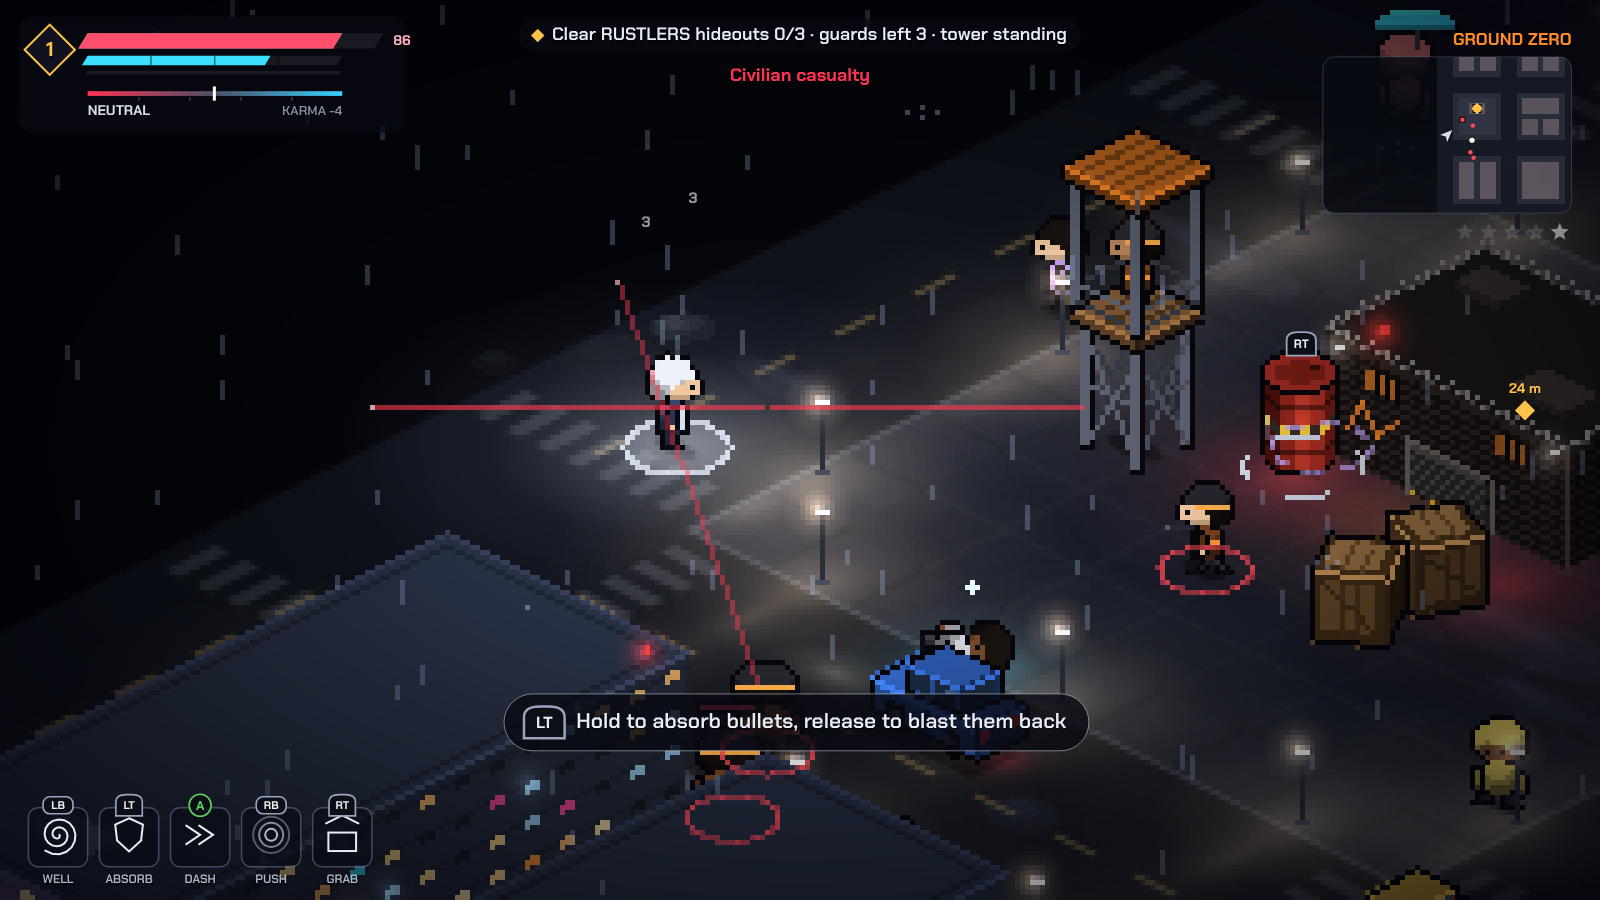 1
86
NEUTRAL
KARMA -4
Clear RUSTLERS hideouts 0/3 · guards left 3 · tower standing
Civilian casualty
GROUND ZERO
3
3
RT
24 m
LT Hold to absorb bullets, release to blast them back
LB
LT
A
RB
RT
WELL
ABSORB
DASH
PUSH
GRAB